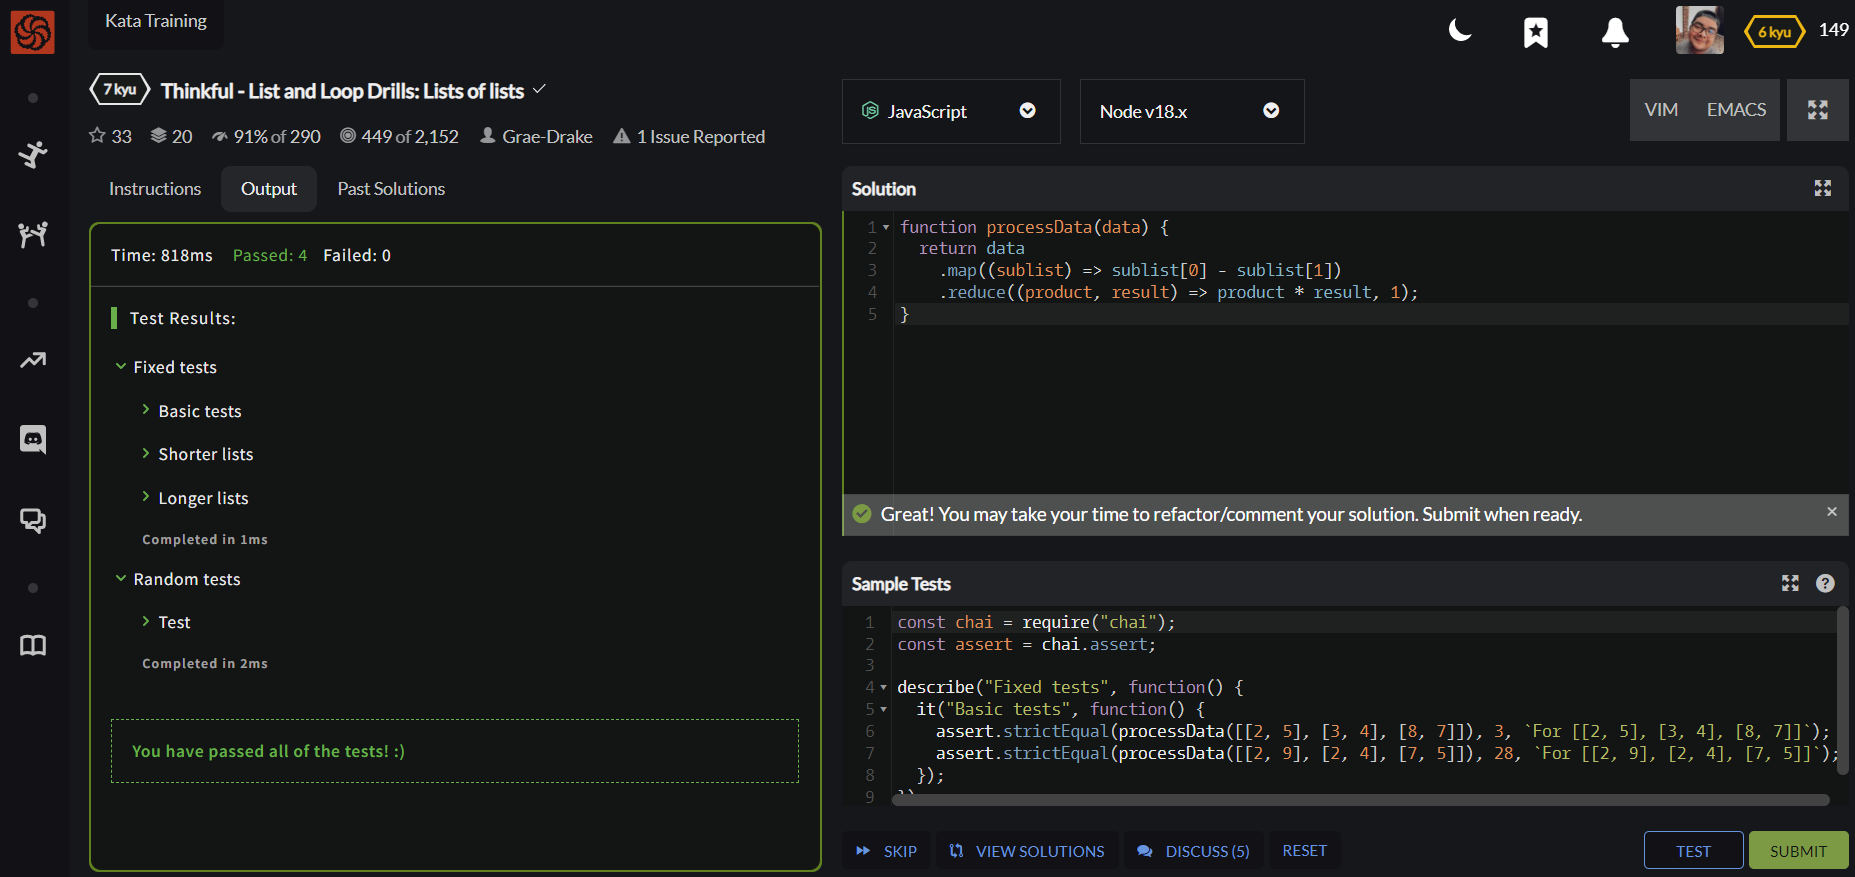 Kata Training
6 kyu
149
7 kyu
Thinkful - List and Loop Drills: Lists of lists
33 20 91% of 290 449 of 2,152 Grae-Drake 1 Issue Reported
Instructions Output Past Solutions
Time: 818ms Passed: 4 Failed: 0
Test Results:
Fixed tests
Basic tests
Shorter lists
Longer lists
Completed in 1ms
Random tests
Test
Completed in 2ms
You have passed all of the tests! :)
JavaScript
Node v18.x
VIM EMACS
Solution
1 function processData(data) {
2   return data
3     .map((sublist) => sublist[0] - sublist[1])
4     .reduce((product, result) => product * result, 1);
5 }
Great! You may take your time to refactor/comment your solution. Submit when ready.
Sample Tests
1 const chai = require("chai");
2 const assert = chai.assert;
3
4 describe("Fixed tests", function() {
5   it("Basic tests", function() {
6     assert.strictEqual(processData([[2, 5], [3, 4], [8, 7]]), 3, `For [[2, 5], [3, 4], [8, 7]]`);
7     assert.strictEqual(processData([[2, 9], [2, 4], [7, 5]]), 28, `For [[2, 9], [2, 4], [7, 5]]`);
8   });
9
SKIP VIEW SOLUTIONS DISCUSS (5) RESET
TEST SUBMIT